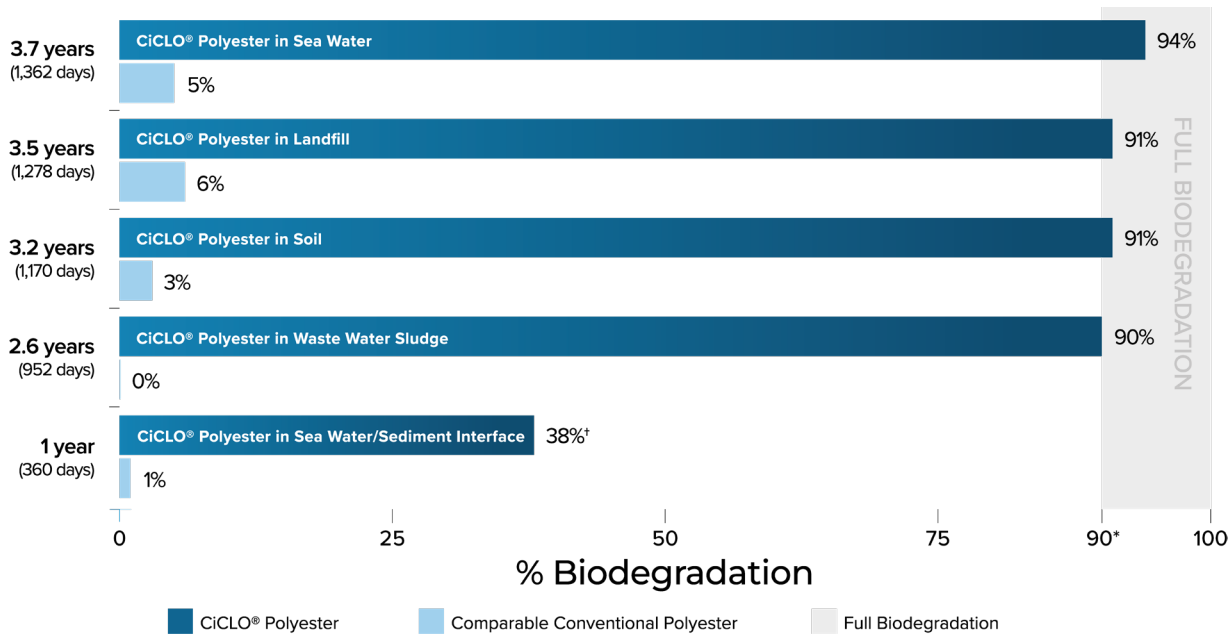 3.7 years
(1,362 days)
CiCLO® Polyester in Sea Water
94%
5%
3.5 years
(1,278 days)
CiCLO® Polyester in Landfill
91%
6%
3.2 years
(1,170 days)
CiCLO® Polyester in Soil
91%
3%
2.6 years
(952 days)
CiCLO® Polyester in Waste Water Sludge
90%
0%
1 year
(360 days)
CiCLO® Polyester in Sea Water/Sediment Interface
38%†
1%
FULL BIODEGRADATION
0 25 50 75 90* 100
% Biodegradation
CiCLO® Polyester
Comparable Conventional Polyester
Full Biodegradation